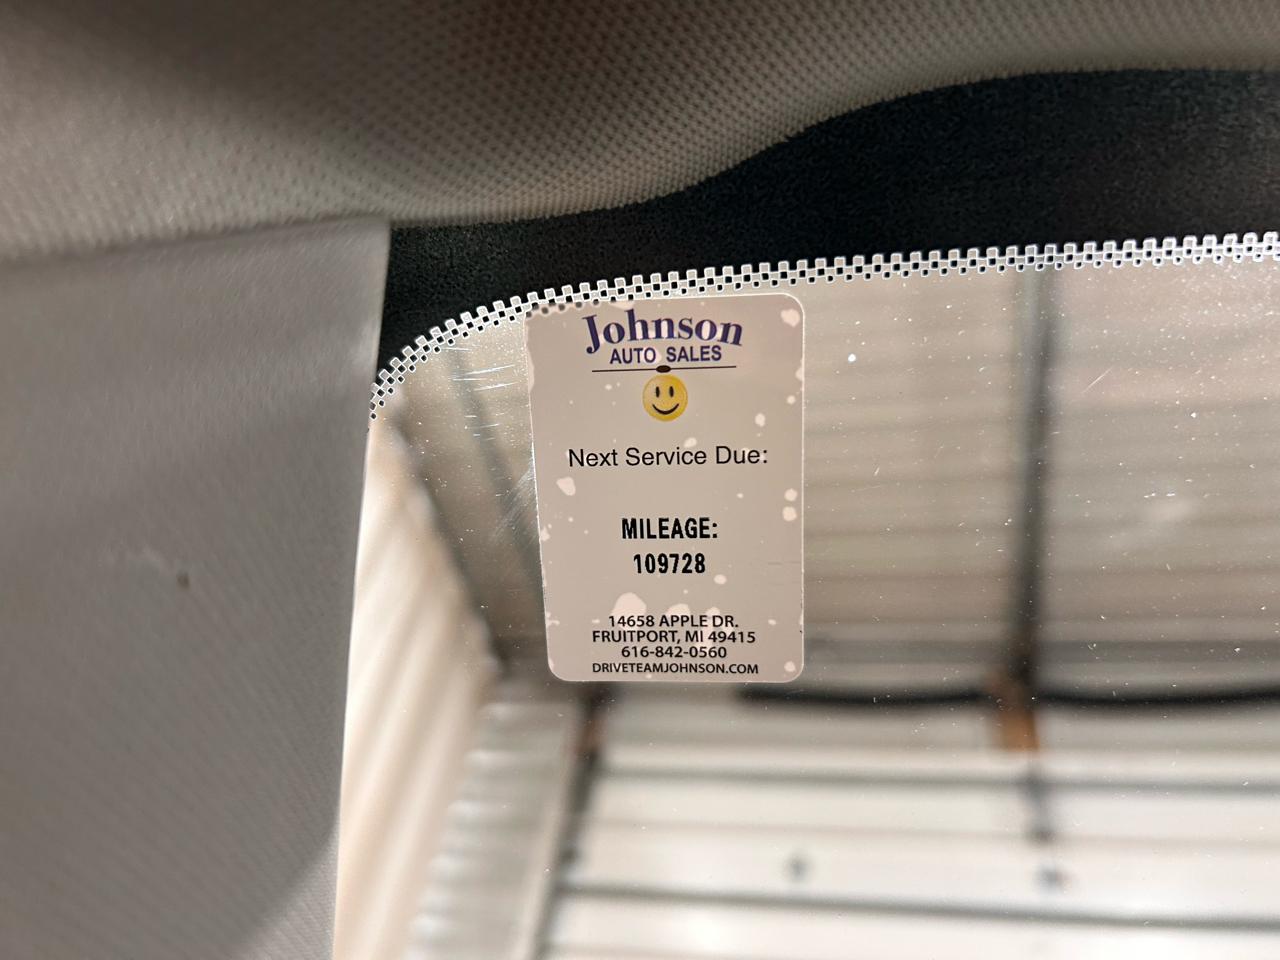 Johnson
AUTO SALES
Next Service Due:
MILEAGE:
109728
14658 APPLE DR.
FRUITPORT, MI 49415
616-842-0560
DRIVETEAMJOHNSON.COM